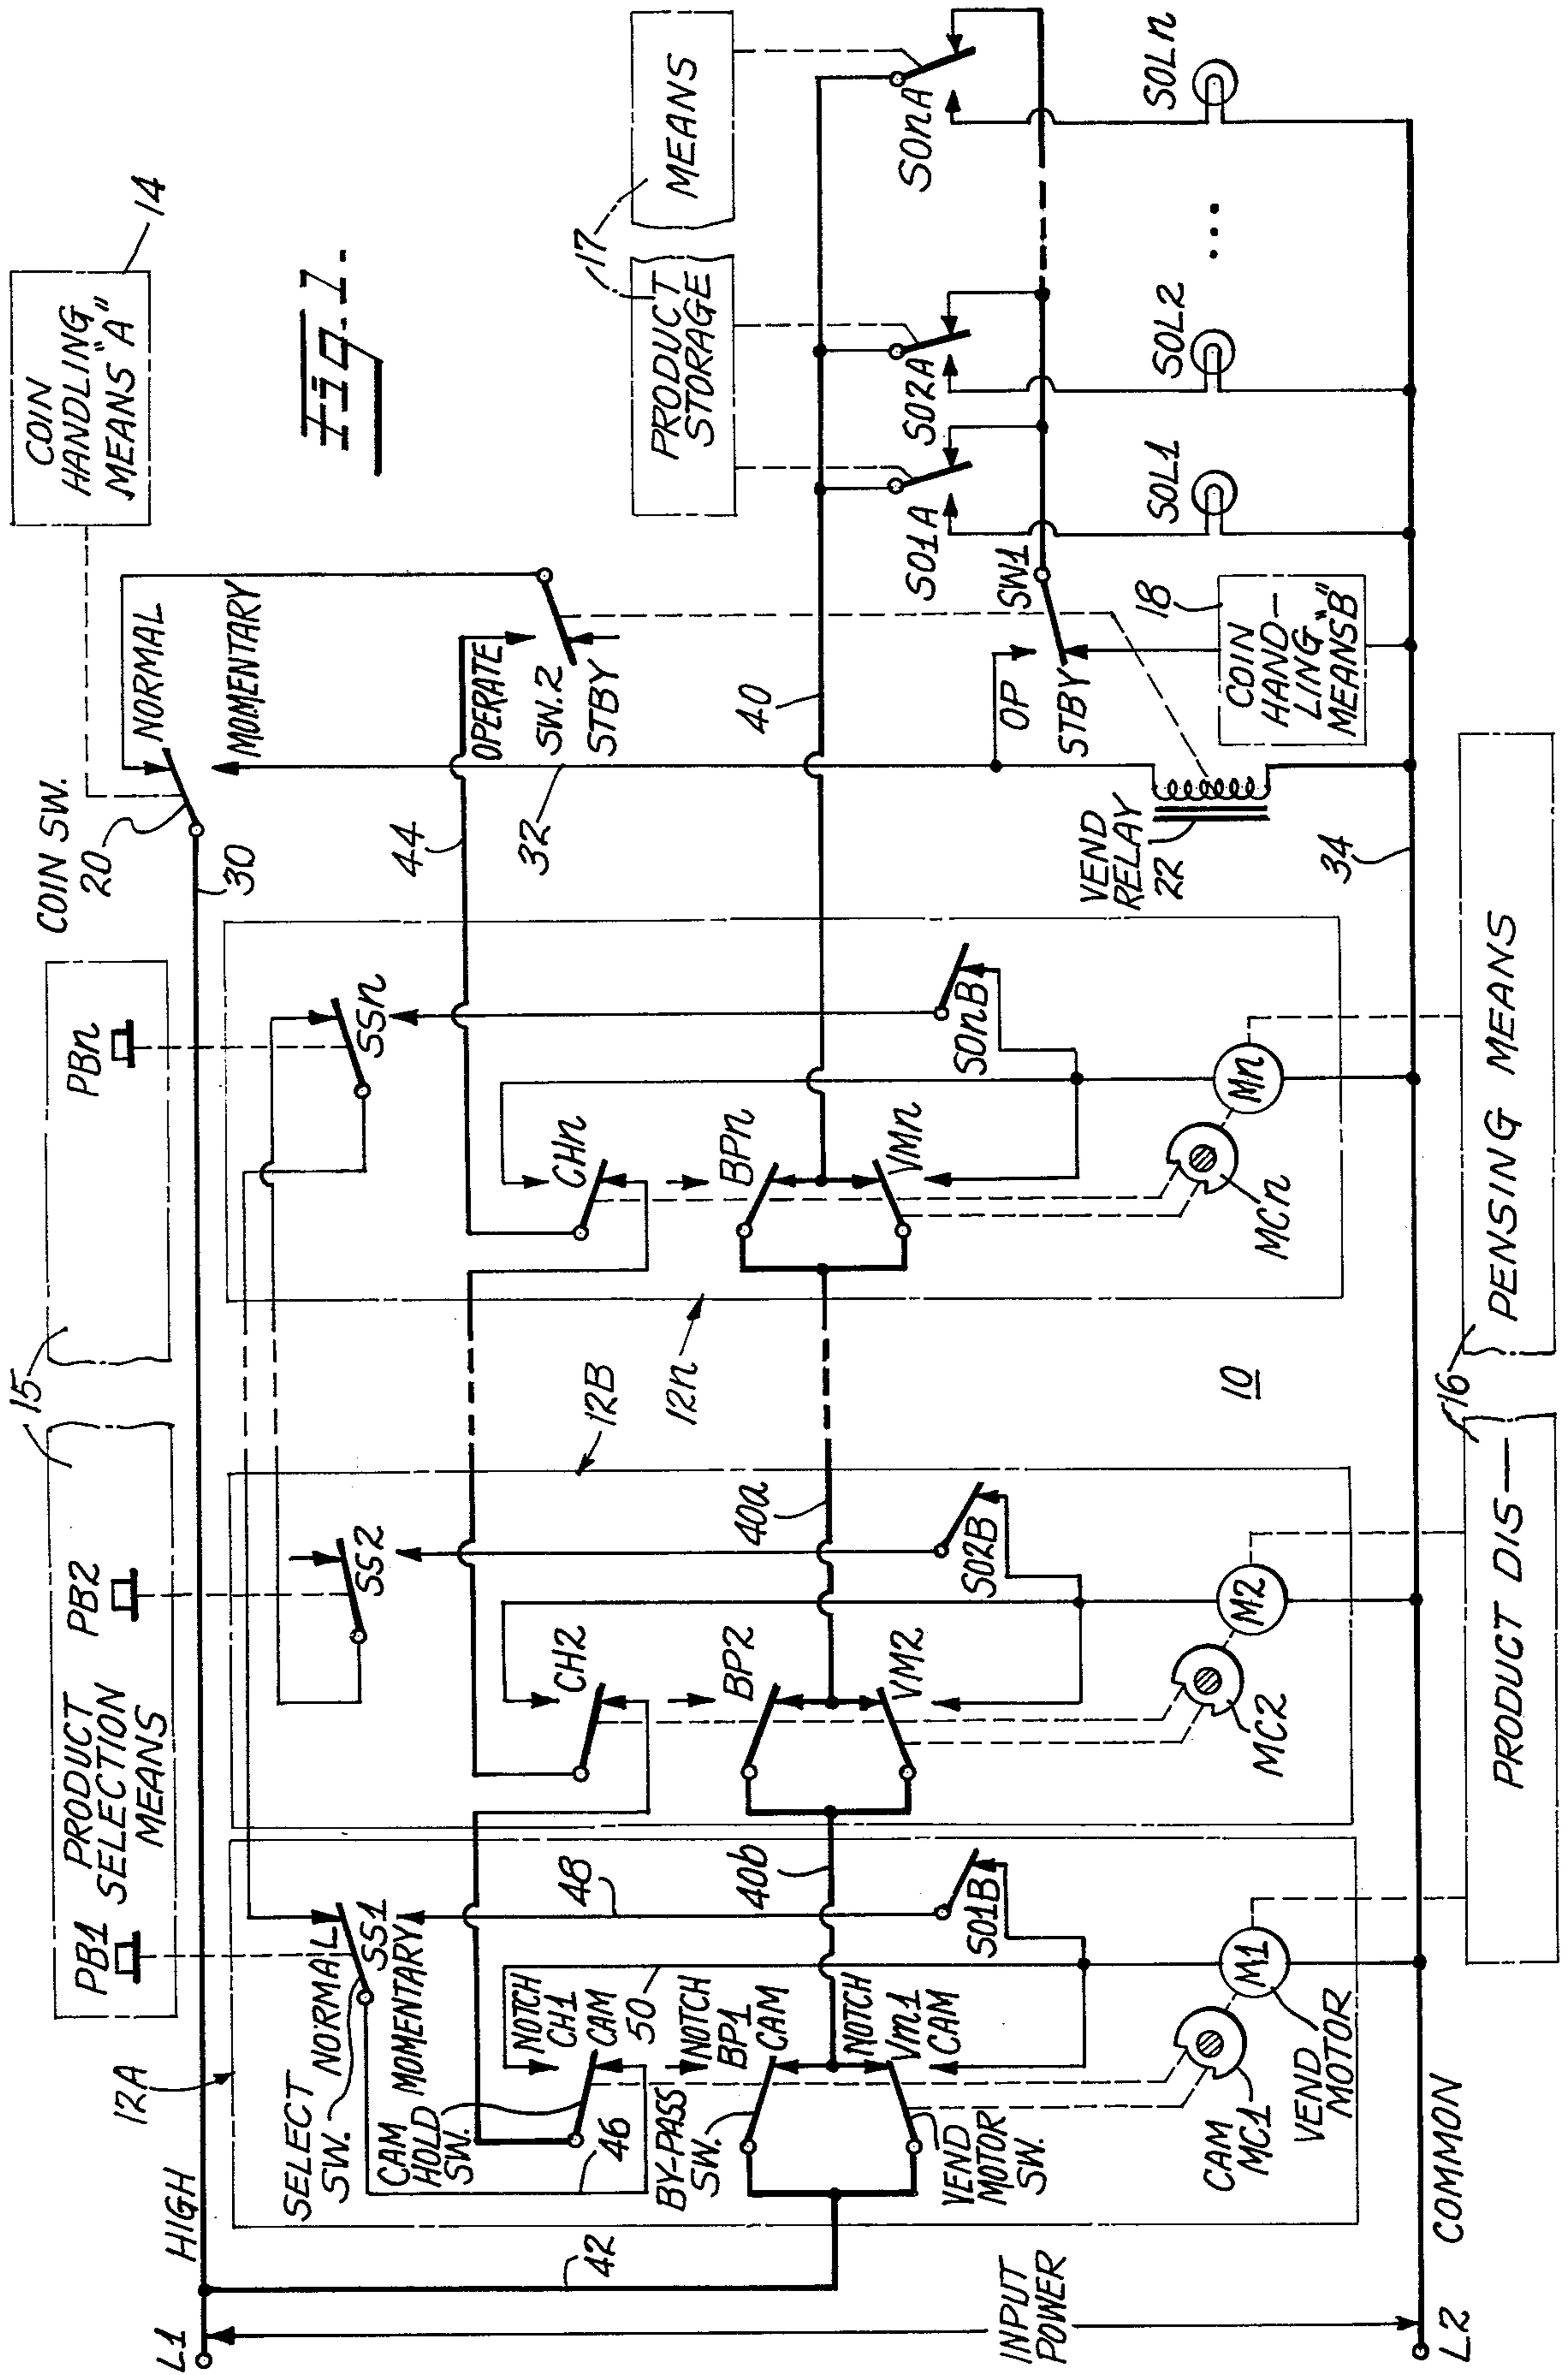 Fig. 1.
COIN
HANDLING
MEANS "A"
14
COIN SW.
20
NORMAL
MOMENTARY
30
15
PRODUCT
SELECTION
MEANS
PB1
PB2
PBn
12A
HIGH
L1
SELECT
SW.
NORMAL
SS1
MOMENTARY
SS2
SSn
CAM
HOLD
SW.
NOTCH
CH1
CAM
CH2
CHn
46
48
50
44
OPERATE
SW.2
STBY
32
12B
12n
42
BY-PASS
SW.
NOTCH
BP1
CAM
BP2
BPn
40b
40a
40
NOTCH
Vm1
CAM
VM2
VMn
VEND
MOTOR
SW.
SO1B
SO2B
SOnB
17
PRODUCT
STORAGE
MEANS
SO1A
SO2A
SOnA
SW1
OP
STBY
18
COIN
HAND-
LING
MEANS"B"
SOL1
SOL2
...
SOLn
VEND
RELAY
22
34
INPUT
POWER
CAM
MC1
MC2
MCn
M1
M2
Mn
VEND
MOTOR
10
L2
COMMON
16
PRODUCT DIS-
PENSING MEANS